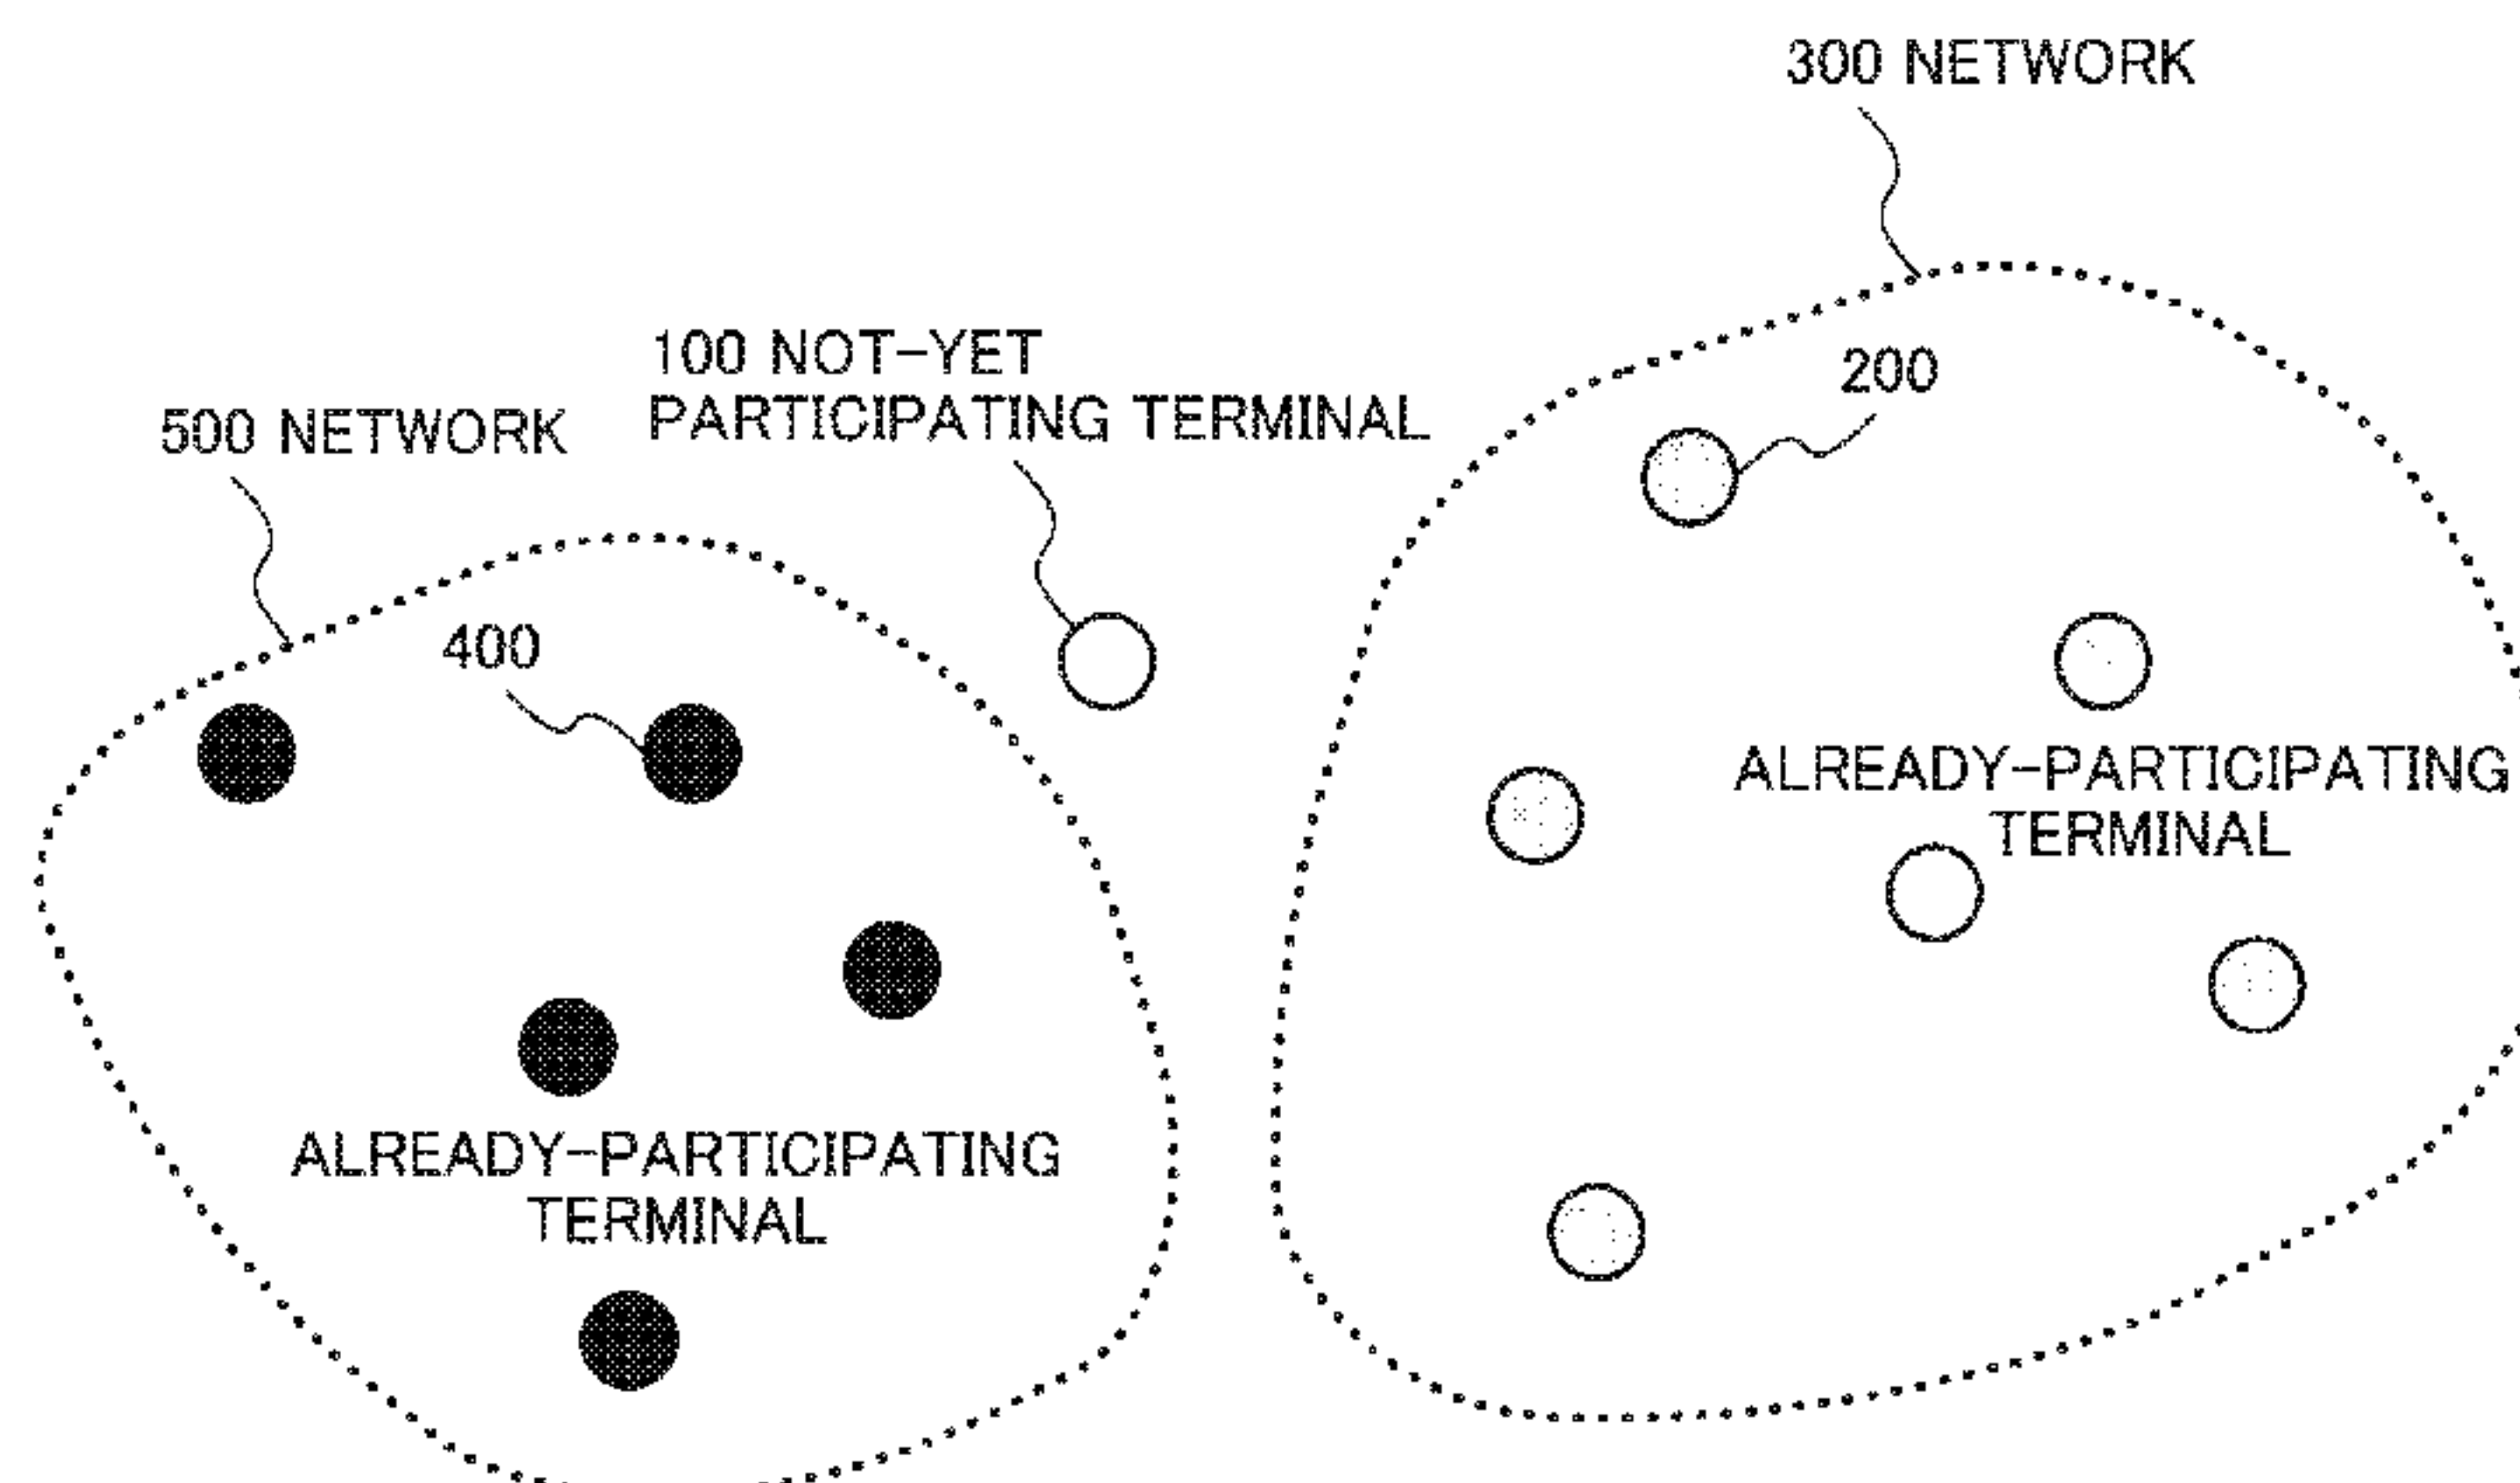 300 NETWORK
100 NOT-YET
PARTICIPATING TERMINAL
200
500 NETWORK
400
ALREADY-PARTICIPATING
TERMINAL
ALREADY-PARTICIPATING
TERMINAL